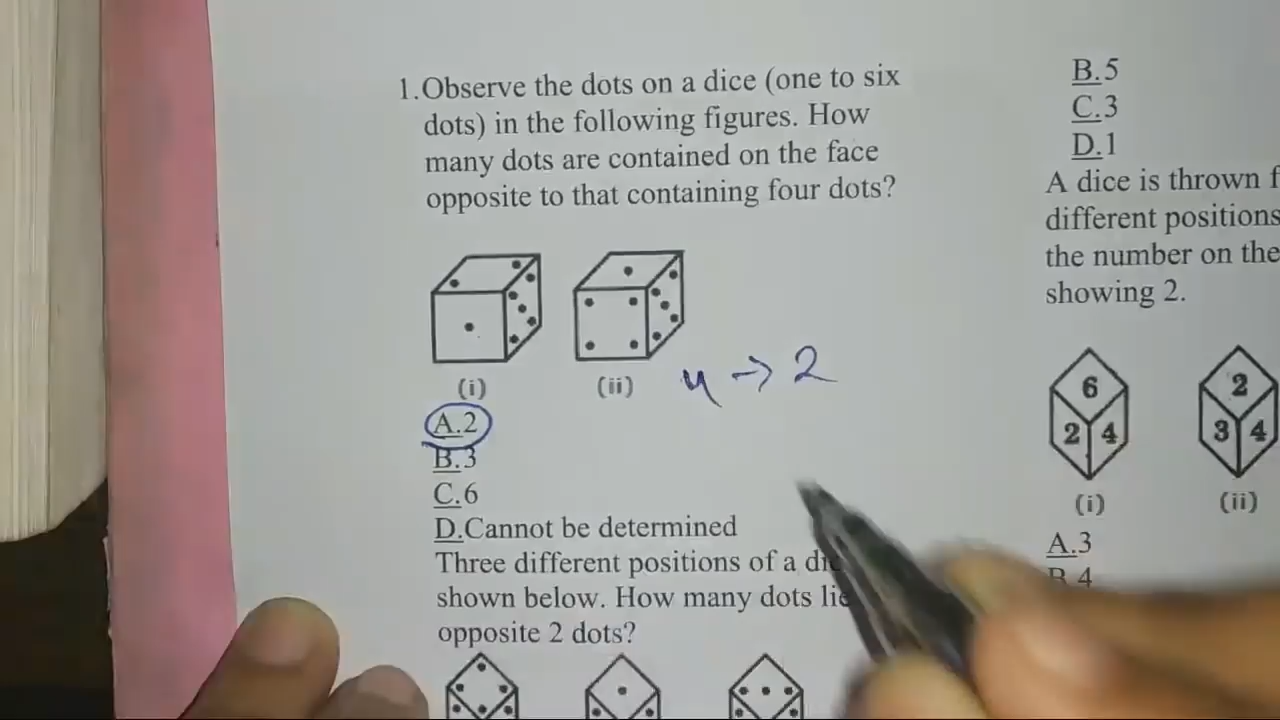 1.Observe the dots on a dice (one to six
dots) in the following figures. How
many dots are contained on the face
opposite to that containing four dots?
(i)
(ii)
4 → 2
A.2
B.3
C.6
D.Cannot be determined
Three different positions of a
shown below. How many dots lie
opposite 2 dots?
B.5
C.3
D.1
A dice is thrown
different positions
the number on the
showing 2.
6
2 4
2
3 4
(i)
(ii)
A.3
B.4